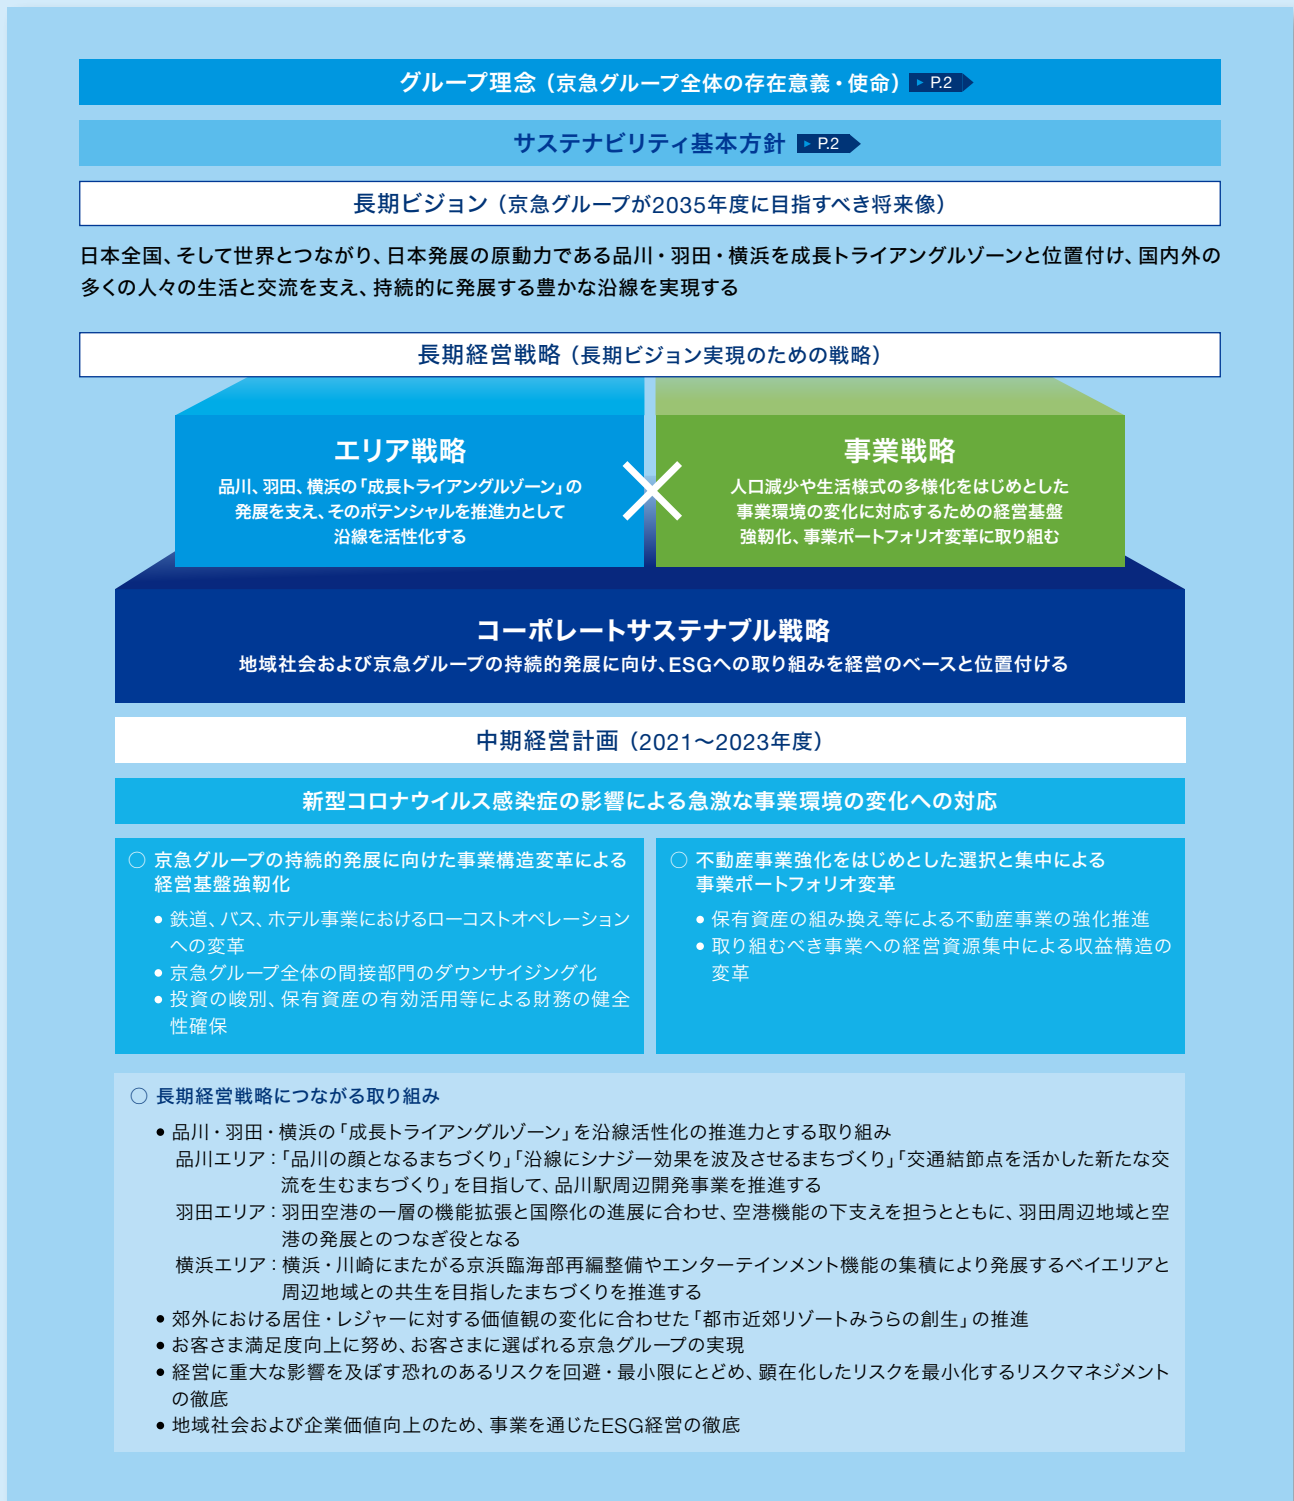 グループ理念（京急グループ全体の存在意義・使命） P.2
サステナビリティ基本方針 P.2
長期ビジョン（京急グループが2035年度に目指すべき将来像）
日本全国、そして世界とつながり、日本発展の原動力である品川・羽田・横浜を成長トライアングルゾーンと位置付け、国内外の
多くの人々の生活と交流を支え、持続的に発展する豊かな沿線を実現する
長期経営戦略（長期ビジョン実現のための戦略）
エリア戦略
品川、羽田、横浜の「成長トライアングルゾーン」の
発展を支え、そのポテンシャルを推進力として
沿線を活性化する
事業戦略
人口減少や生活様式の多様化をはじめとした
事業環境の変化に対応するための経営基盤
強靭化、事業ポートフォリオ変革に取り組む
コーポレートサステナブル戦略
地域社会および京急グループの持続的発展に向け、ESGへの取り組みを経営のベースと位置付ける
中期経営計画（2021～2023年度）
新型コロナウイルス感染症の影響による急激な事業環境の変化への対応
○ 京急グループの持続的発展に向けた事業構造変革による
経営基盤強靭化
● 鉄道、バス、ホテル事業におけるローコストオペレーション
への変革
● 京急グループ全体の間接部門のダウンサイジング化
● 投資の峻別、保有資産の有効活用等による財務の健全
性確保
○ 不動産事業強化をはじめとした選択と集中による
事業ポートフォリオ変革
● 保有資産の組み換え等による不動産事業の強化推進
● 取り組むべき事業への経営資源集中による収益構造の
変革
○ 長期経営戦略につながる取り組み
● 品川・羽田・横浜の「成長トライアングルゾーン」を沿線活性化の推進力とする取り組み
品川エリア：「品川の顔となるまちづくり」「沿線にシナジー効果を波及させるまちづくり」「交通結節点を活かした新たな交
流を生むまちづくり」を目指して、品川駅周辺開発事業を推進する
羽田エリア：羽田空港の一層の機能拡張と国際化の進展に合わせ、空港機能の下支えを担うとともに、羽田周辺地域と空
港の発展とのつなぎ役となる
横浜エリア：横浜・川崎にまたがる京浜臨海部再編整備やエンターテインメント機能の集積により発展するベイエリアと
周辺地域との共生を目指したまちづくりを推進する
● 郊外における居住・レジャーに対する価値観の変化に合わせた「都市近郊リゾートみうらの創生」の推進
● お客さま満足度向上に努め、お客さまに選ばれる京急グループの実現
● 経営に重大な影響を及ぼす恐れのあるリスクを回避・最小限にとどめ、顕在化したリスクを最小化するリスクマネジメント
の徹底
● 地域社会および企業価値向上のため、事業を通じたESG経営の徹底